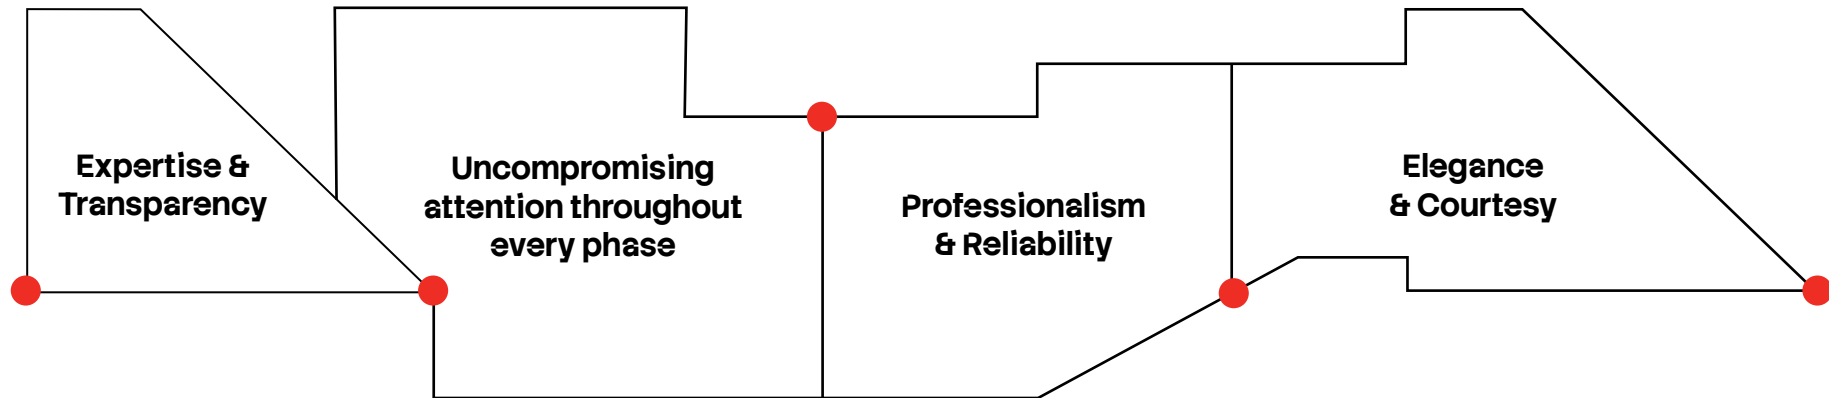 Expertise &
Transparency
Uncompromising
attention throughout
every phase
Professionalism
& Reliability
Elegance
& Courtesy